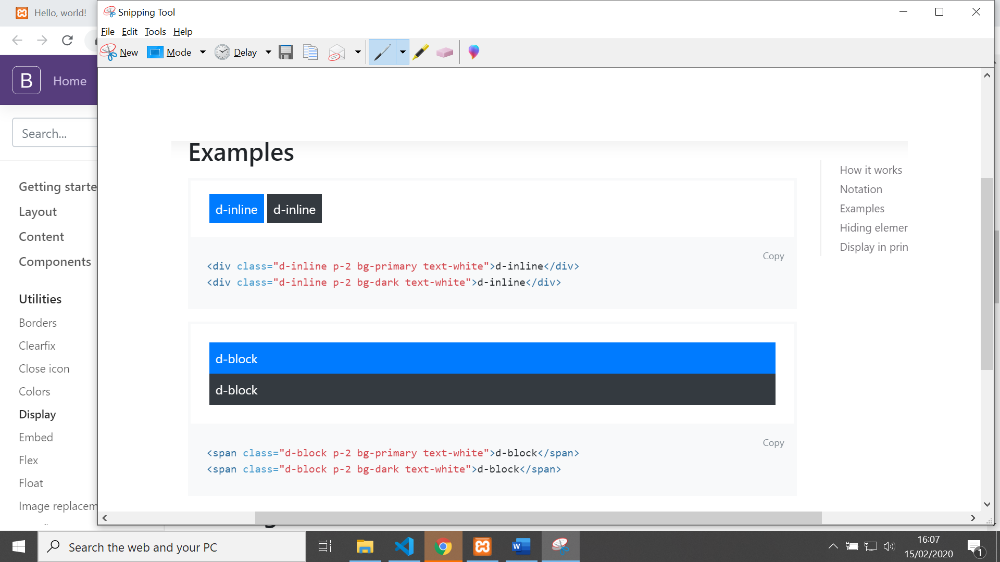 Hello, world!
Snipping Tool
File Edit Tools Help
New Mode Delay
B Home
Search...
Getting starte
Layout
Content
Components
Utilities
Borders
Clearfix
Close icon
Colors
Display
Embed
Flex
Float
Image replacem
Examples
d-inline d-inline
Copy
<div class="d-inline p-2 bg-primary text-white">d-inline</div>
<div class="d-inline p-2 bg-dark text-white">d-inline</div>
d-block
d-block
Copy
<span class="d-block p-2 bg-primary text-white">d-block</span>
<span class="d-block p-2 bg-dark text-white">d-block</span>
How it works
Notation
Examples
Hiding elemer
Display in prin
Search the web and your PC
16:07
15/02/2020
1